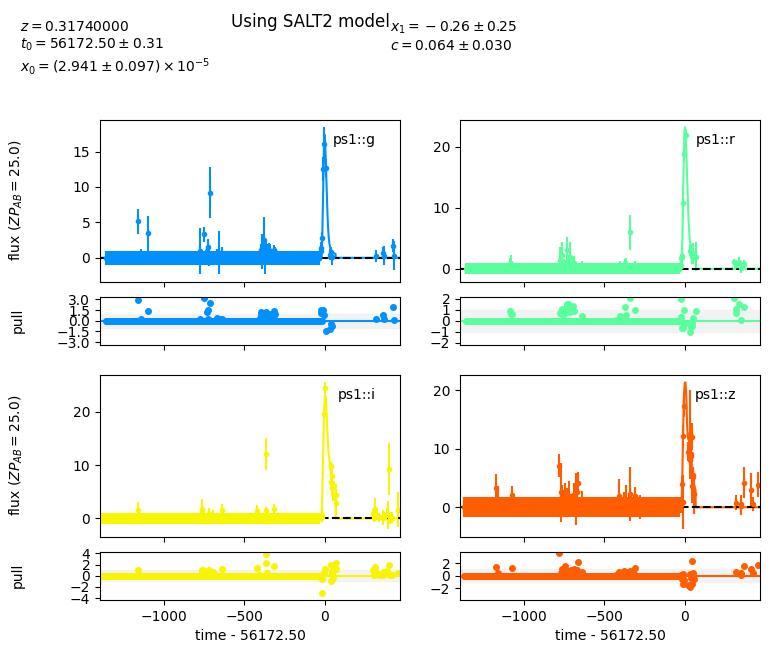 Using SALT2 model
z = 0.31740000
t0 = 56172.50 ± 0.31
x0 = (2.941 ± 0.097) × 10⁻⁵
x1 = −0.26 ± 0.25
c = 0.064 ± 0.030
flux (ZP_AB = 25.0)
15
10
5
0
ps1::g
20
10
0
ps1::r
pull
3.0
1.5
0.0
−1.5
−3.0
2
1
0
−1
−2
flux (ZP_AB = 25.0)
20
10
0
ps1::i
20
10
0
ps1::z
pull
4
2
0
−2
−4
2
0
−2
−1000 −500 0
−1000 −500 0
time - 56172.50
time - 56172.50